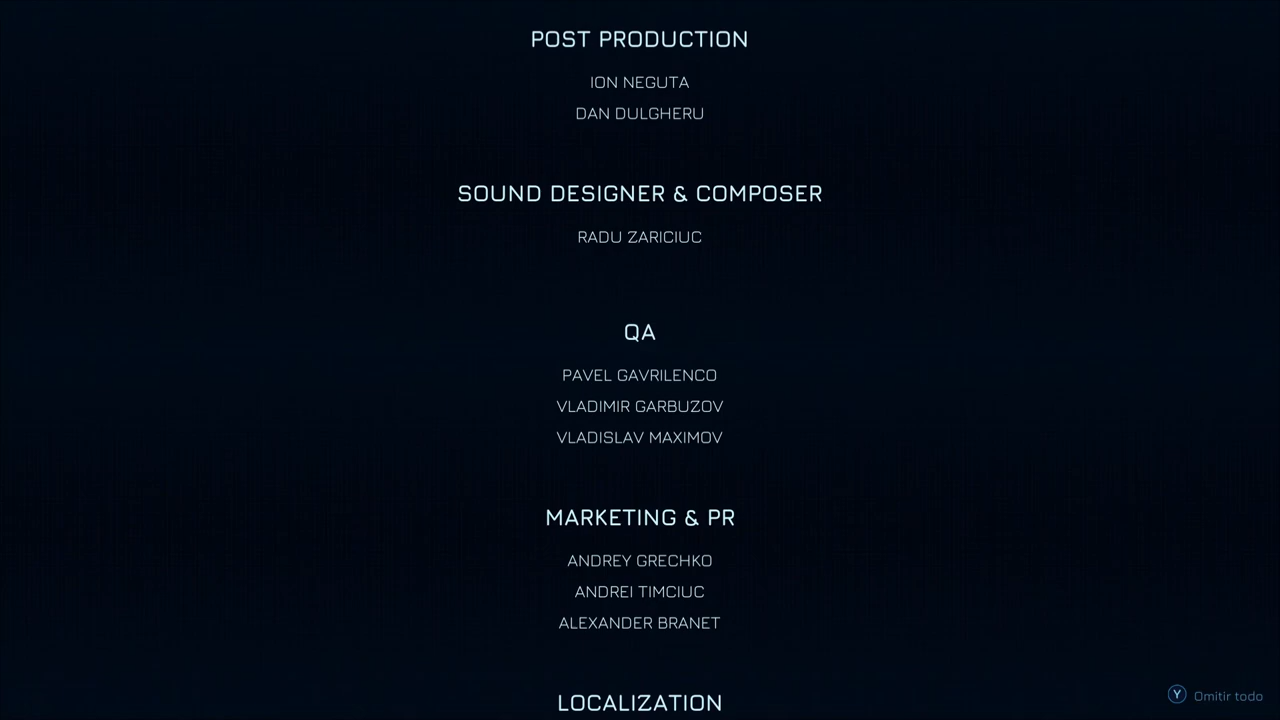 POST PRODUCTION
ION NEGUTA
DAN DULGHERU
SOUND DESIGNER & COMPOSER
RADU ZARICIUC
QA
PAVEL GAVRILENCO
VLADIMIR GARBUZOV
VLADISLAV MAXIMOV
MARKETING & PR
ANDREY GRECHKO
ANDREI TIMCIUC
ALEXANDER BRANET
LOCALIZATION
Y Omitir todo